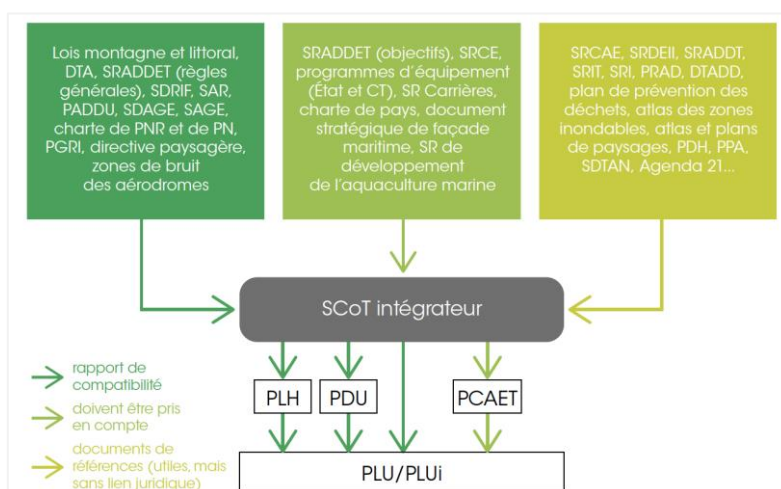 Lois montagne et littoral,
DTA, SRADDET (règles
générales), SDRIF, SAR,
PADDU, SDAGE, SAGE,
charte de PNR et de PN,
PGRI, directive paysagère,
zones de bruit
des aérodromes
SRADDET (objectifs), SRCE,
programmes d'équipement
(État et CT), SR Carrières,
charte de pays, document
stratégique de façade
maritime, SR de
développement
de l'aquaculture marine
SRCAE, SRDEII, SRADDT,
SRIT, SRI, PRAD, DTADD,
plan de prévention des
déchets, atlas des zones
inondables, atlas et plans
de paysages, PDH, PPA,
SDTAN, Agenda 21...
SCoT intégrateur
rapport de
compatibilité
doivent être pris
en compte
documents de
références (utiles, mais
sans lien juridique)
PLH
PDU
PCAET
PLU/PLUi